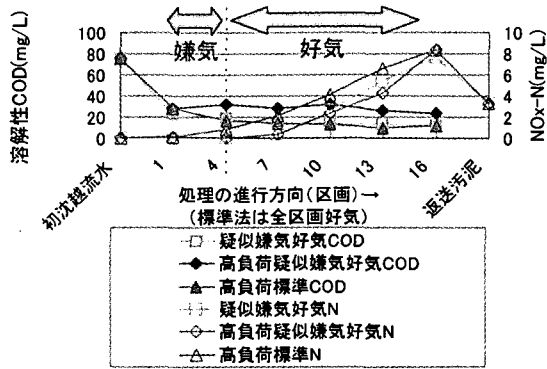 嫌気
好気
溶解性COD(mg/L)
100
80
60
40
20
0
10
8
6
4
2
0
NOx-N(mg/L)
初沈越流水
1
4
7
10
13
16
返送汚泥
処理の進行方向(区画)→
(標準法は全区画好気)
疑似嫌気好気COD
高負荷疑似嫌気好気COD
高負荷標準COD
疑似嫌気好気N
高負荷疑似嫌気好気N
高負荷標準N